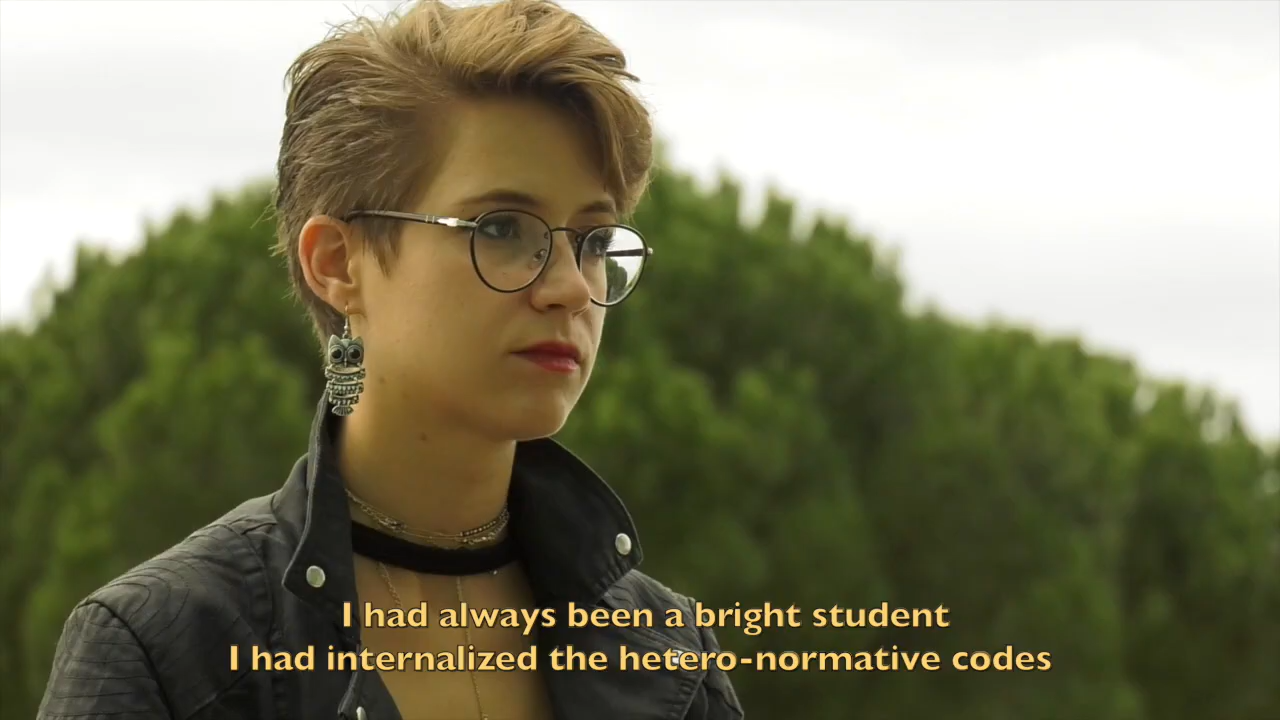 I had always been a bright student
I had internalized the hetero-normative codes